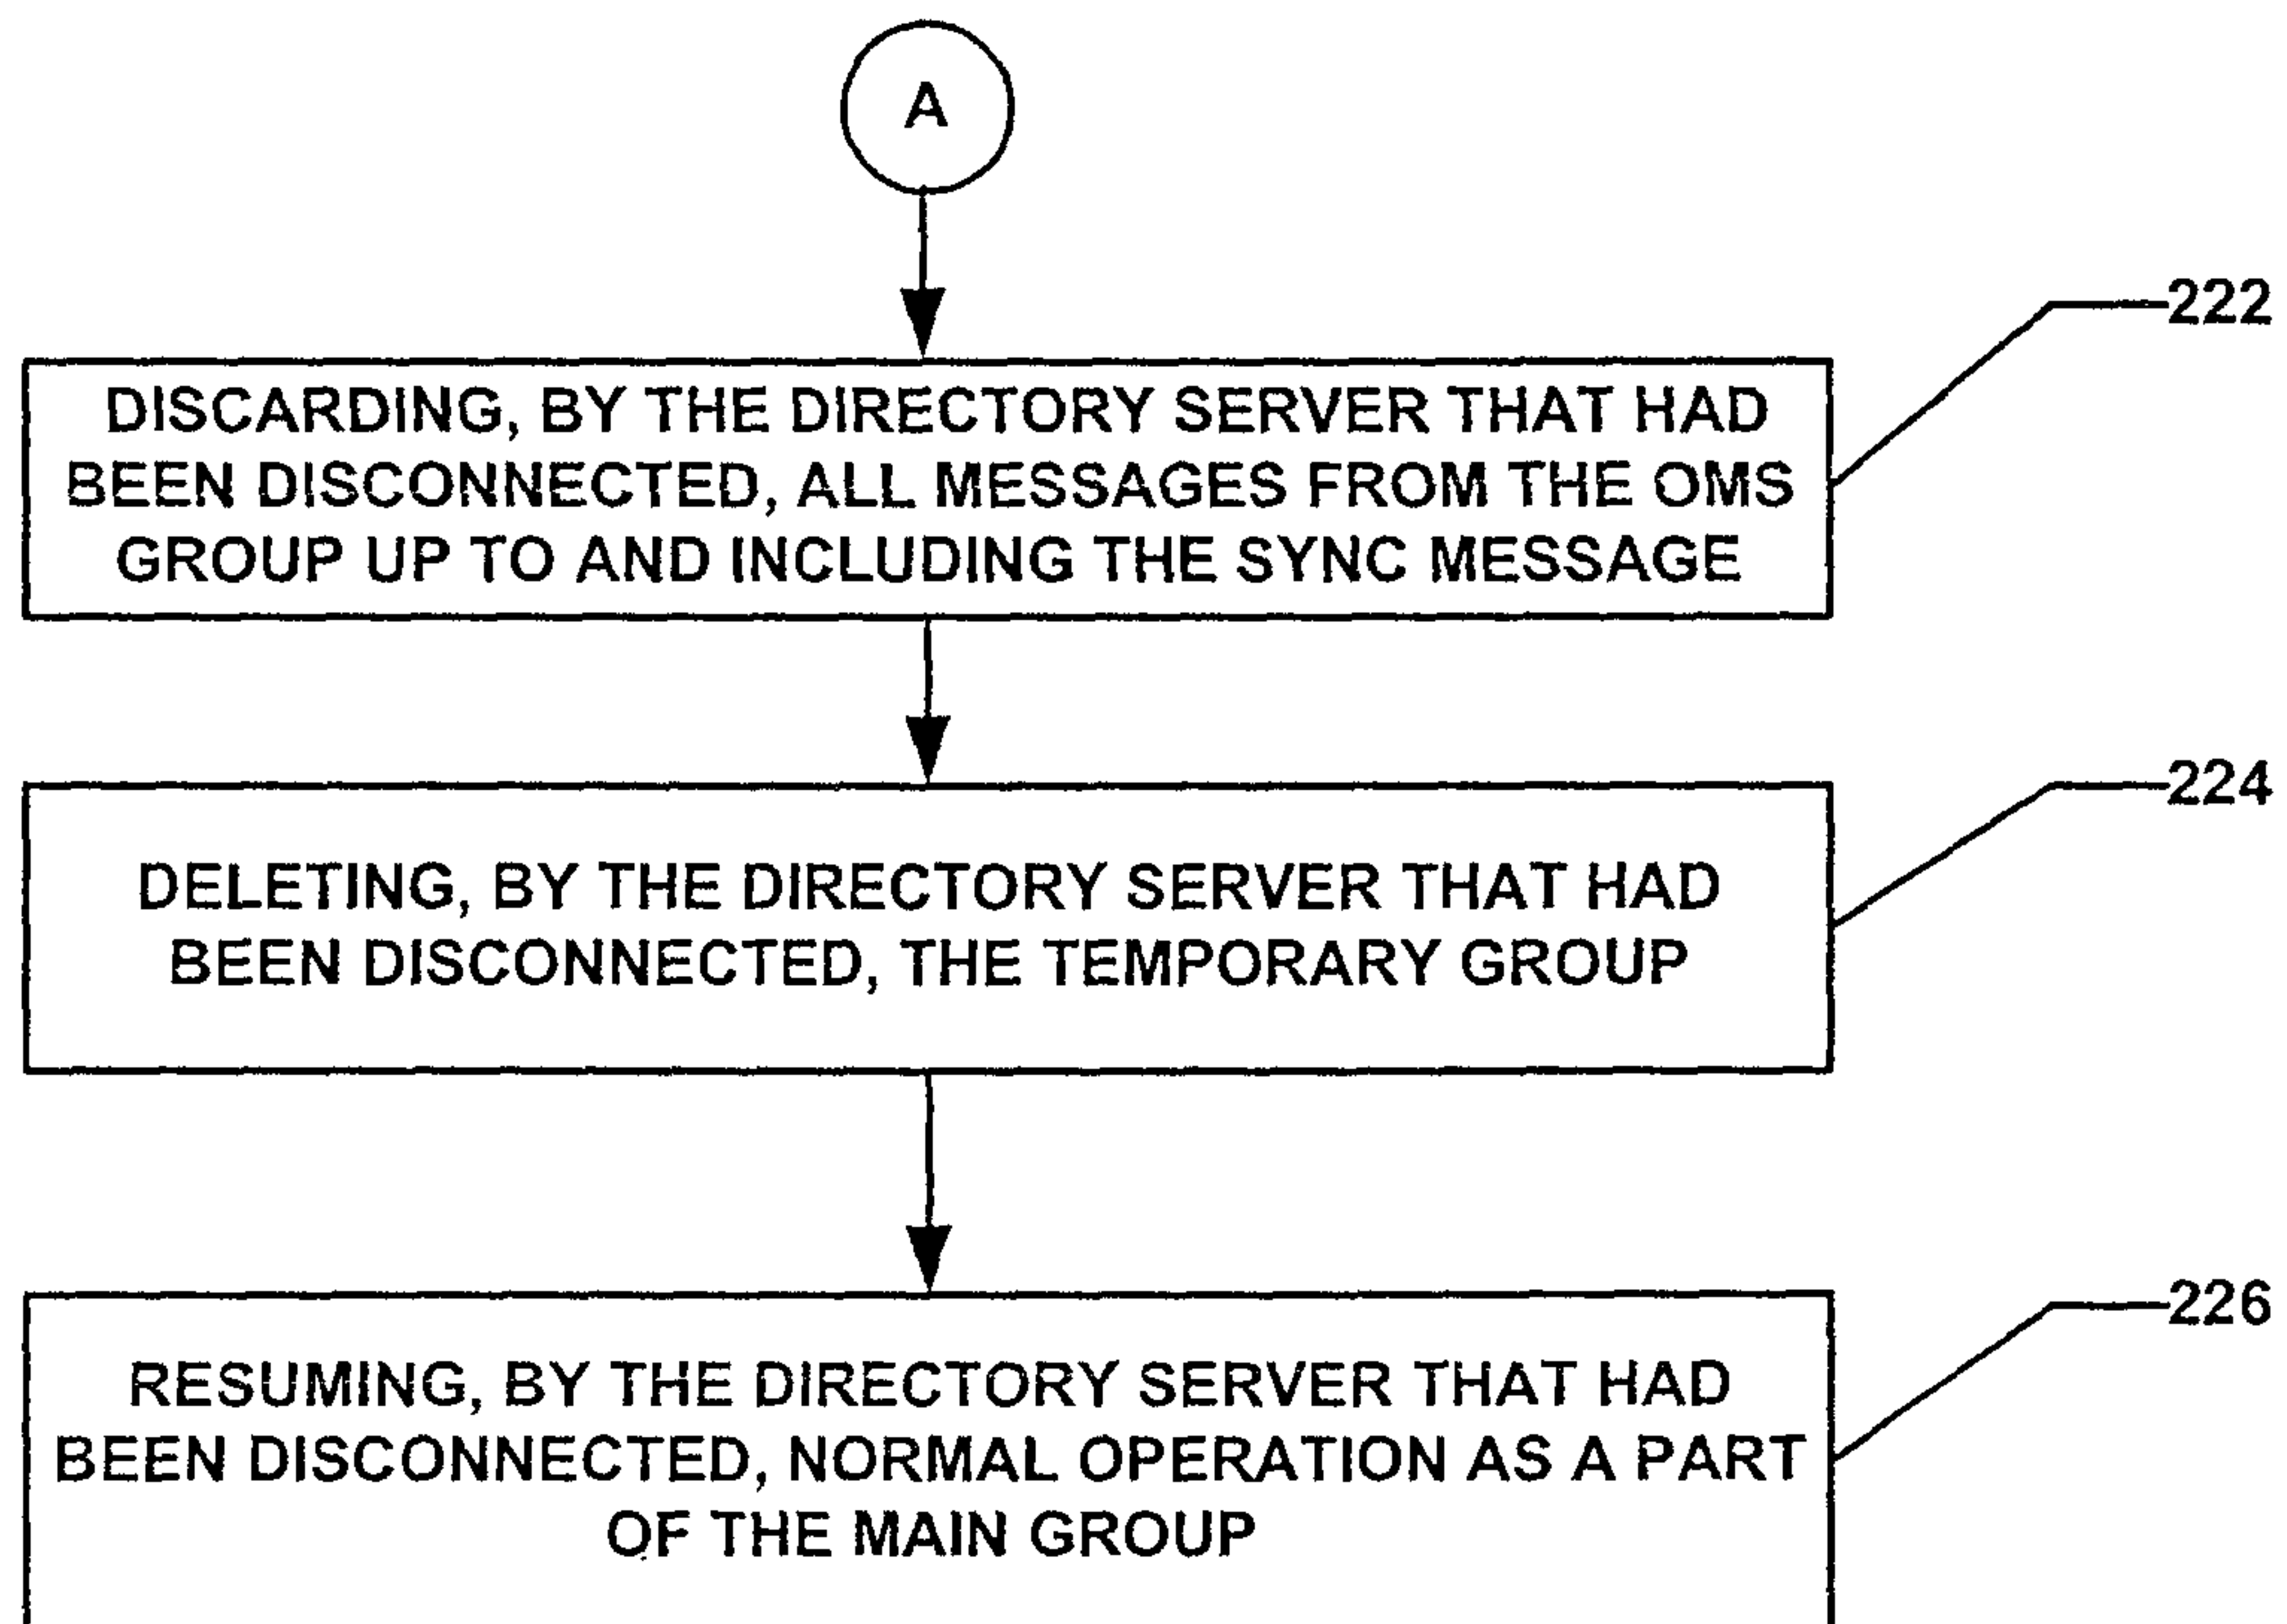 A
222
DISCARDING, BY THE DIRECTORY SERVER THAT HAD
BEEN DISCONNECTED, ALL MESSAGES FROM THE OMS
GROUP UP TO AND INCLUDING THE SYNC MESSAGE
224
DELETING, BY THE DIRECTORY SERVER THAT HAD
BEEN DISCONNECTED, THE TEMPORARY GROUP
226
RESUMING, BY THE DIRECTORY SERVER THAT HAD
BEEN DISCONNECTED, NORMAL OPERATION AS A PART
OF THE MAIN GROUP